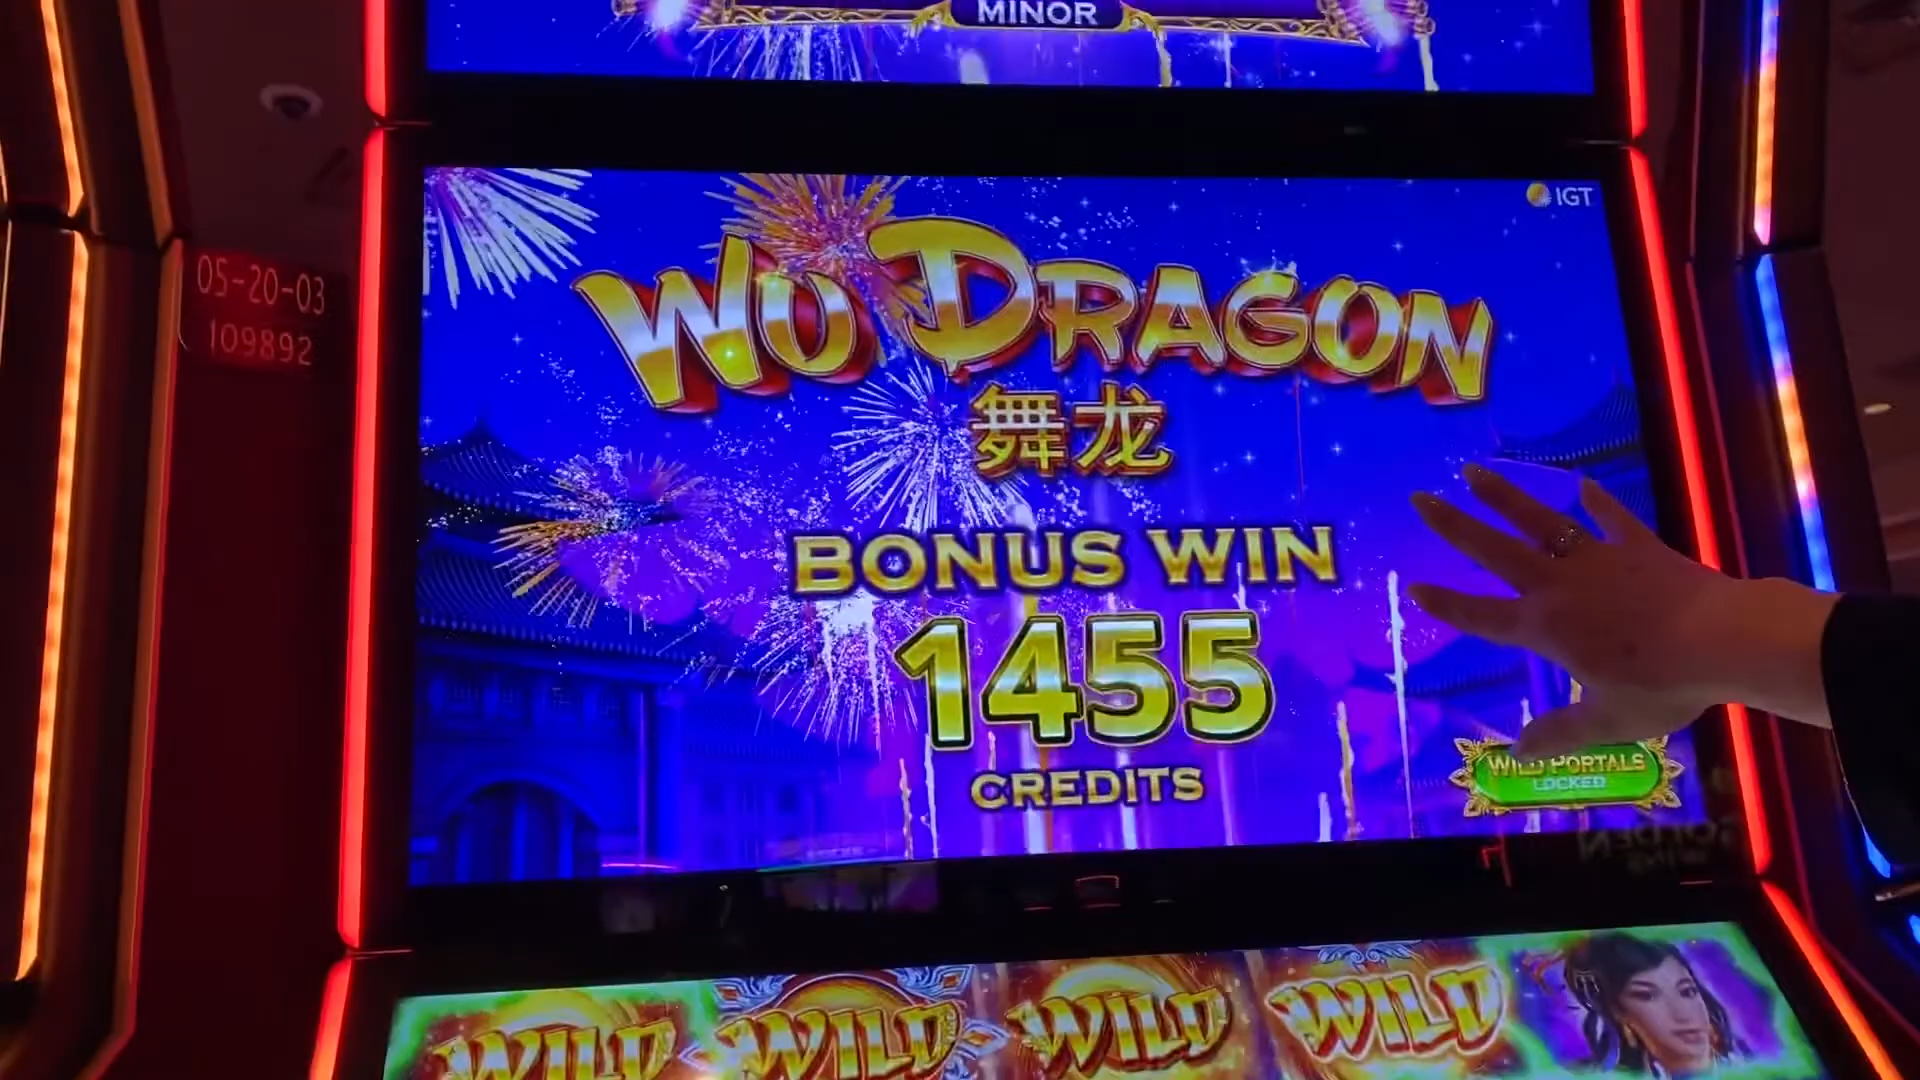 MINOR
IGT
05-20-03
109892
WU DRAGON
舞龙
BONUS WIN
1455
CREDITS
WILD PORTALS
LOCKED
WILD WILD WILD WILD